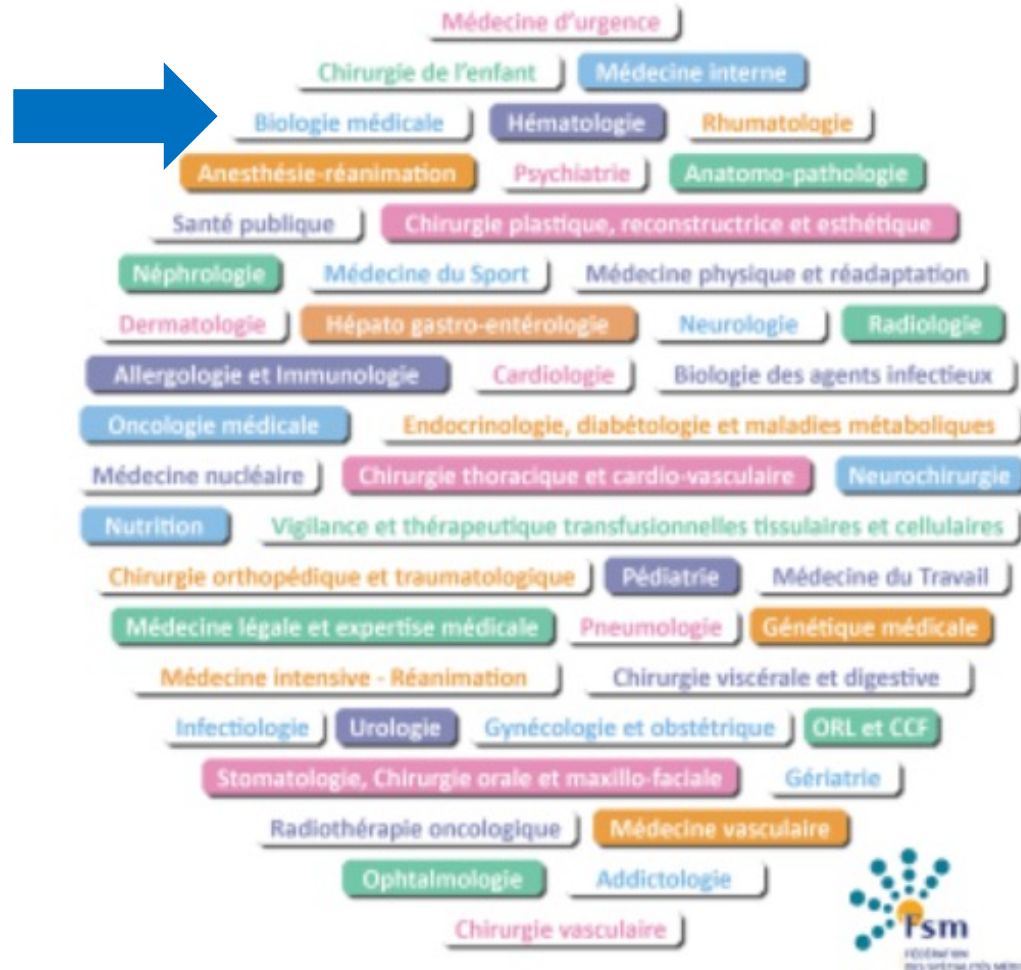 Médecine d'urgence
Chirurgie de l'enfant Médecine interne
Biologie médicale Hématologie Rhumatologie
Anesthésie-réanimation Psychiatrie Anatomo-pathologie
Santé publique Chirurgie plastique, reconstructrice et esthétique
Néphrologie Médecine du Sport Médecine physique et réadaptation
Dermatologie Hépato gastro-entérologie Neurologie Radiologie
Allergologie et Immunologie Cardiologie Biologie des agents infectieux
Oncologie médicale Endocrinologie, diabétologie et maladies métaboliques
Médecine nucléaire Chirurgie thoracique et cardio-vasculaire Neurochirurgie
Nutrition Vigilance et thérapeutique transfusionnelles tissulaires et cellulaires
Chirurgie orthopédique et traumatologique Pédiatrie Médecine du Travail
Médecine légale et expertise médicale Pneumologie Génétique médicale
Médecine intensive - Réanimation Chirurgie viscérale et digestive
Infectiologie Urologie Gynécologie et obstétrique ORL et CCF
Stomatologie, Chirurgie orale et maxillo-faciale Gériatrie
Radiothérapie oncologique Médecine vasculaire
Ophtalmologie Addictologie
Chirurgie vasculaire
Fsm
FÉDÉRATION